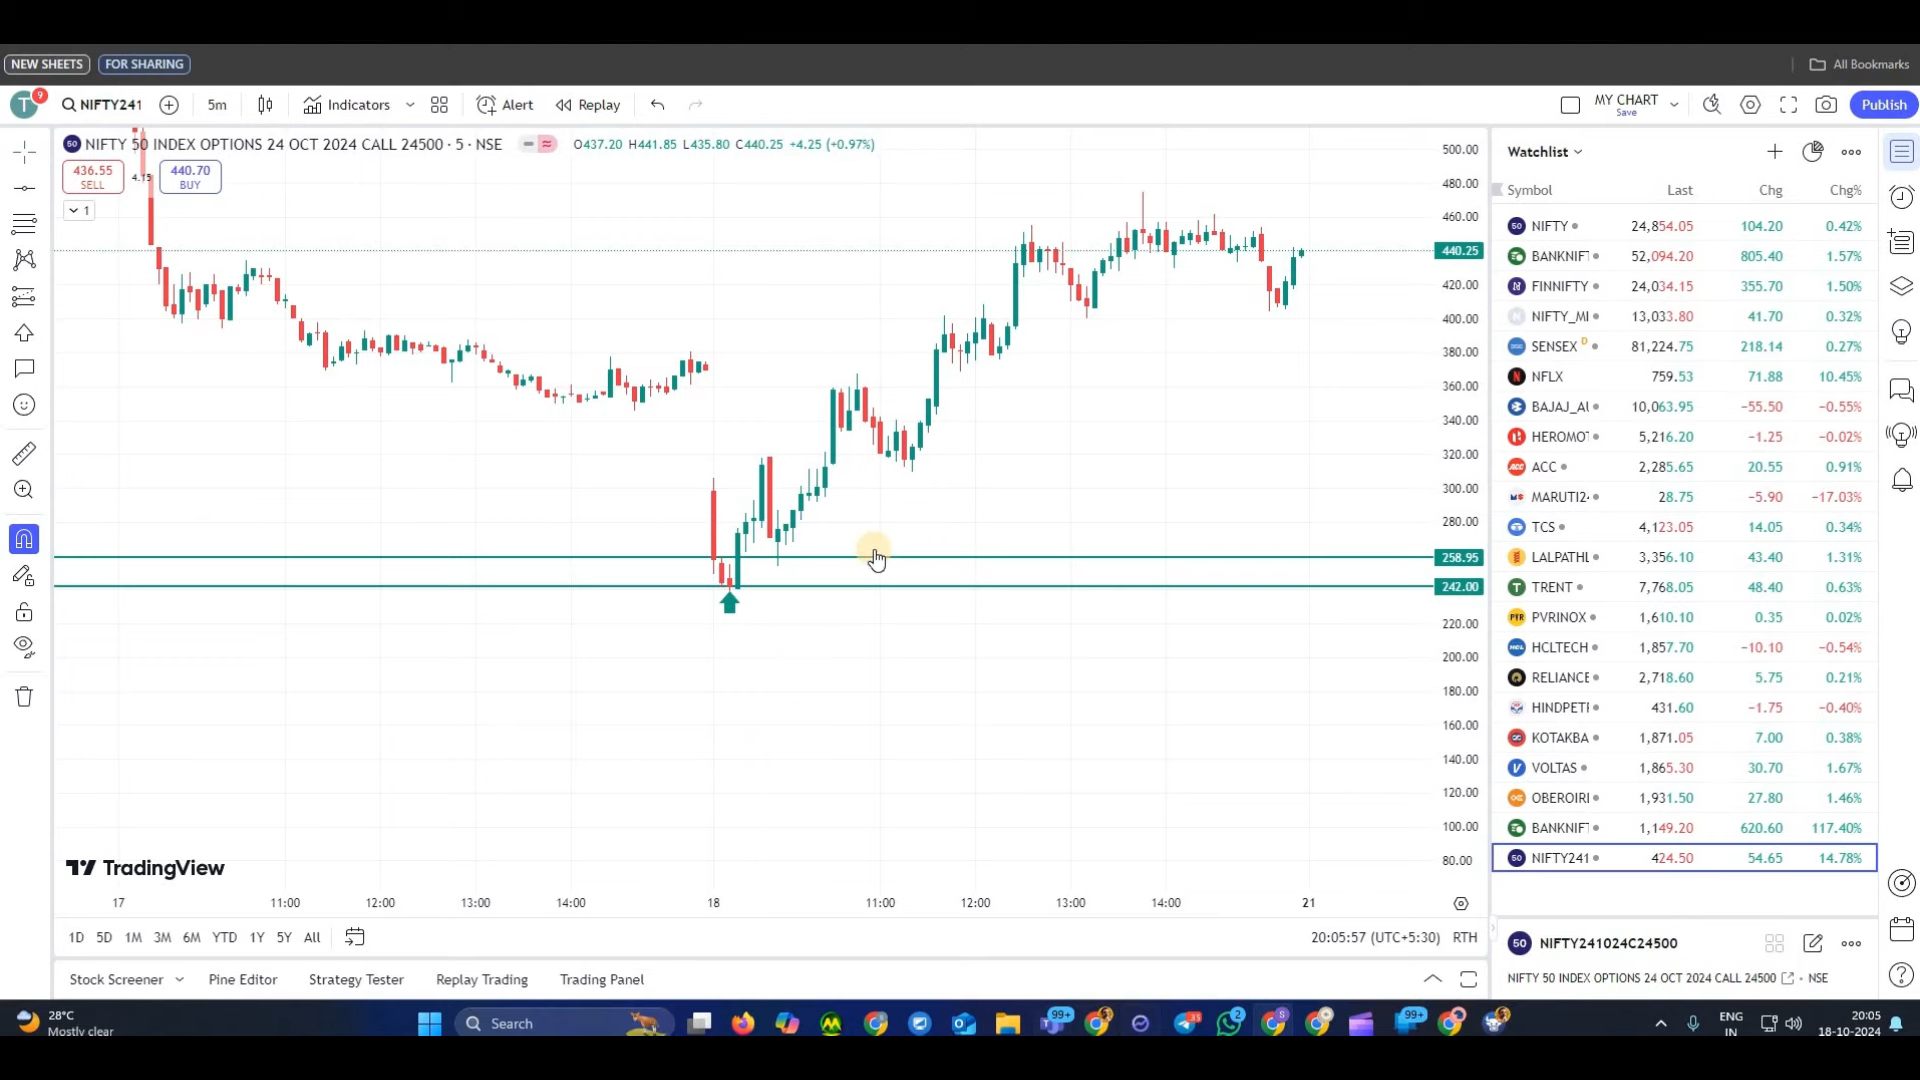 NEW SHEETS FOR SHARING All Bookmarks
T 9 NIFTY241 5m Indicators Alert Replay MY CHART Save Publish
NIFTY 50 INDEX OPTIONS 24 OCT 2024 CALL 24500 · 5 · NSE O437.20 H441.85 L435.80 C440.25 +4.25 (+0.97%)
436.55 SELL 4.15 440.70 BUY
1
500.00
480.00
460.00
440.25
420.00
400.00
380.00
360.00
340.00
320.00
300.00
280.00
258.95
242.00
220.00
200.00
180.00
160.00
140.00
120.00
100.00
80.00
TradingView
17 11:00 12:00 13:00 14:00 18 11:00 12:00 13:00 14:00 21
1D 5D 1M 3M 6M YTD 1Y 5Y All 20:05:57 (UTC+5:30) RTH
Stock Screener Pine Editor Strategy Tester Replay Trading Trading Panel
Watchlist
Symbol Last Chg Chg%
NIFTY 24,854.05 104.20 0.42%
BANKNIFT 52,094.20 805.40 1.57%
FINNIFTY 24,034.15 355.70 1.50%
NIFTY_MI 13,033.80 41.70 0.32%
SENSEX D 81,224.75 218.14 0.27%
NFLX 759.53 71.88 10.45%
BAJAJ_AU 10,063.95 −55.50 −0.55%
HEROMOT 5,216.20 −1.25 −0.02%
ACC 2,285.65 20.55 0.91%
MARUTI24 28.75 −5.90 −17.03%
TCS 4,123.05 14.05 0.34%
LALPATHL 3,356.10 43.40 1.31%
TRENT 7,768.05 48.40 0.63%
PVRINOX 1,610.10 0.35 0.02%
HCLTECH 1,857.70 −10.10 −0.54%
RELIANCE 2,718.60 5.75 0.21%
HINDPETR 431.60 −1.75 −0.40%
KOTAKBA 1,871.05 7.00 0.38%
VOLTAS 1,865.30 30.70 1.67%
OBEROIRI 1,931.50 27.80 1.46%
BANKNIFT 1,149.20 620.60 117.40%
NIFTY241 424.50 54.65 14.78%
50 NIFTY241024C24500
NIFTY 50 INDEX OPTIONS 24 OCT 2024 CALL 24500 · NSE
28°C
Mostly clear
Search
99+ 2 99+
ENG
IN
20:05
18-10-2024